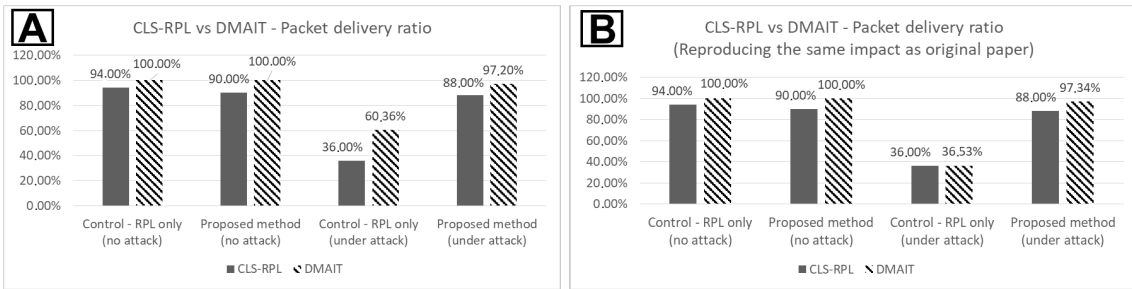 A
CLS-RPL vs DMAIT - Packet delivery ratio
120,00%
100,00%
80,00%
60,00%
40,00%
20,00%
0.00%
94.00%
100.00%
90.00%
100.00%
36.00%
60,36%
88.00%
97,20%
Control - RPL only
(no attack)
Proposed method
(no attack)
Control - RPL only
(under attack)
Proposed method
(under attack)
CLS-RPL
DMAIT
B
CLS-RPL vs DMAIT - Packet delivery ratio
(Reproducing the same impact as original paper)
120,00%
100,00%
80,00%
60,00%
40,00%
20,00%
0.00%
94.00%
100,00%
90.00%
100,00%
36.00%
36,53%
88.00%
97,34%
Control - RPL only
(no attack)
Proposed method
(no attack)
Control - RPL only
(under attack)
Proposed method
(under attack)
CLS-RPL
DMAIT